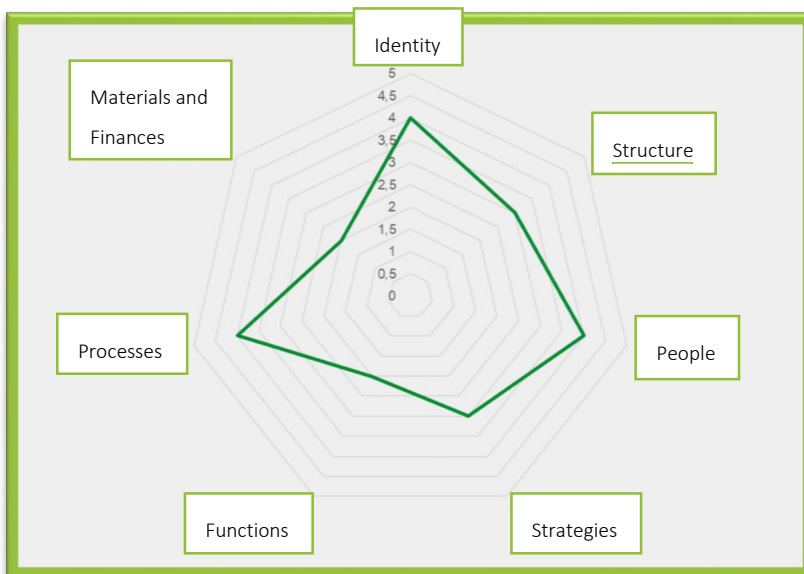 Identity
Materials and
Finances
Structure
5
4,5
4
3,5
3
2,5
2
1,5
1
0,5
0
Processes
People
Functions
Strategies